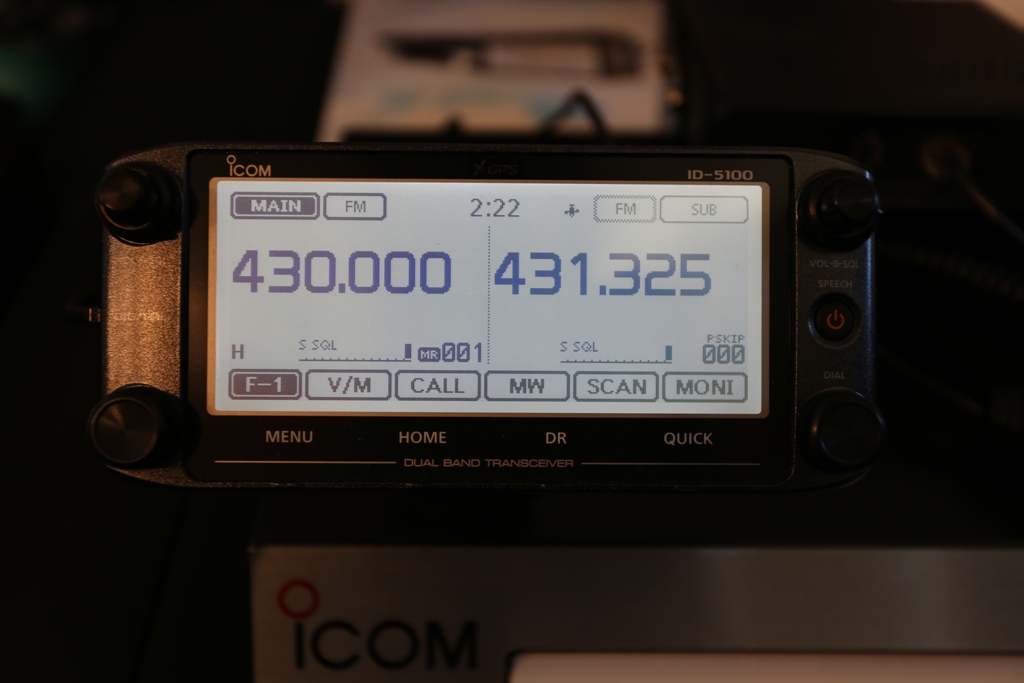 ICOM
GPS
ID-5100
MAIN FM 2:22 FM SUB
430.000 431.325
VOL·SQL
SPEECH
H S SQL MR 001 S SQL PSKIP 000
DIAL
F-1 V/M CALL MW SCAN MONI
MENU HOME DR QUICK
DUAL BAND TRANSCEIVER
ICOM